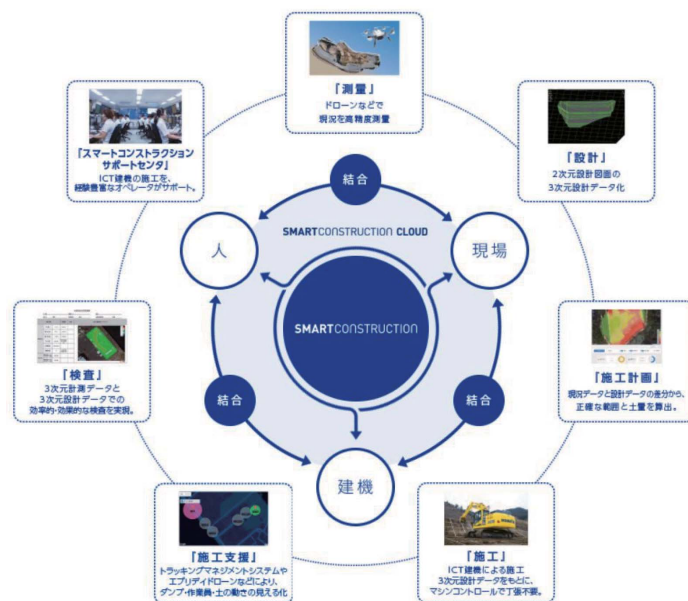 『測量』
ドローンなどで
現況を高精度測量
『スマートコンストラクション
サポートセンタ』
ICT建機の施工を、
経験豊富なオペレータがサポート。
『設計』
2次元設計図面の
3次元設計データ化
結合
SMARTCONSTRUCTION CLOUD
人
現場
SMARTCONSTRUCTION
『検査』
3次元計測データと
3次元設計データでの
効率的・効果的な検査を実現。
『施工計画』
現況データと設計データの差分から、
正確な範囲と土量を算出。
結合
結合
建機
『施工支援』
トラッキングマネジメントシステムや
エブリデイドローンなどにより、
ダンプ・作業員・土の動きの見える化
『施工』
ICT建機による施工
3次元設計データをもとに、
マシンコントロールで丁張不要。